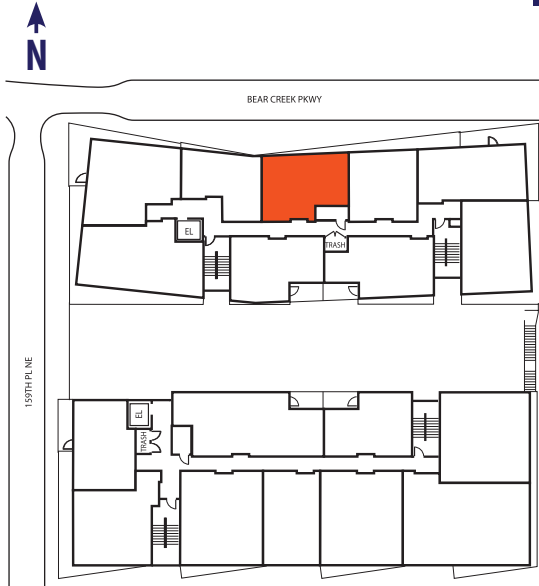 N
BEAR CREEK PKWY
EL
TRASH
159TH PL NE
EL
TRASH